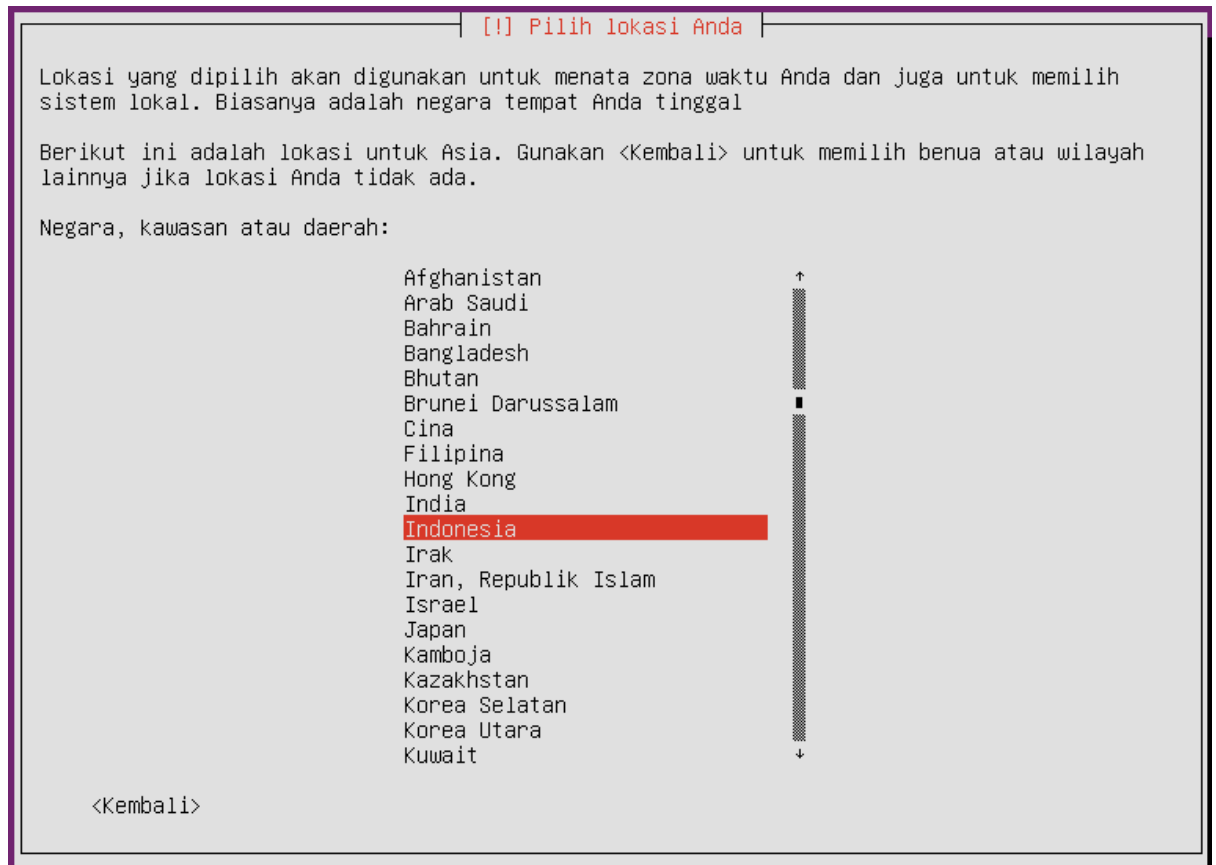 [!] Pilih lokasi Anda
Lokasi yang dipilih akan digunakan untuk menata zona waktu Anda dan juga untuk memilih
sistem lokal. Biasanya adalah negara tempat Anda tinggal
Berikut ini adalah lokasi untuk Asia. Gunakan <Kembali> untuk memilih benua atau wilayah
lainnya jika lokasi Anda tidak ada.
Negara, kawasan atau daerah:
Afghanistan
Arab Saudi
Bahrain
Bangladesh
Bhutan
Brunei Darussalam
Cina
Filipina
Hong Kong
India
Indonesia
Irak
Iran, Republik Islam
Israel
Japan
Kamboja
Kazakhstan
Korea Selatan
Korea Utara
Kuwait
<Kembali>